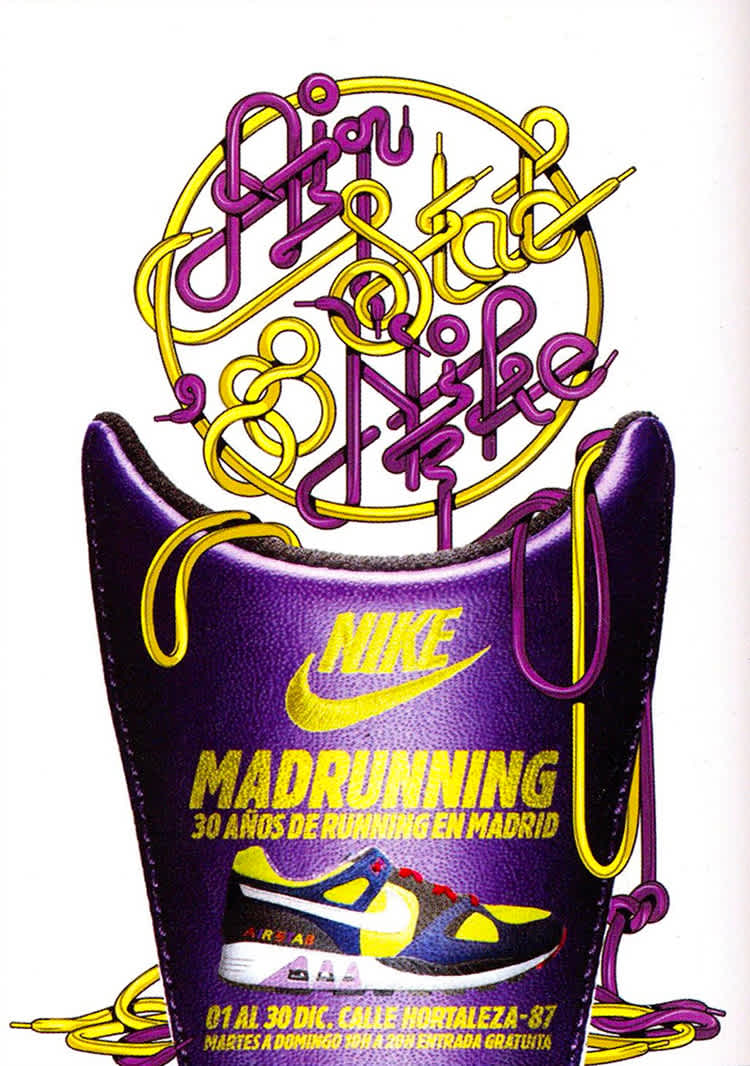 Air
Stab
88 Nike
NIKE
MADRUNNING
30 AÑOS DE RUNNING EN MADRID
AIR STAB
01 AL 30 DIC. CALLE HORTALEZA-87
MARTES A DOMINGO 10H A 20H ENTRADA GRATUITA